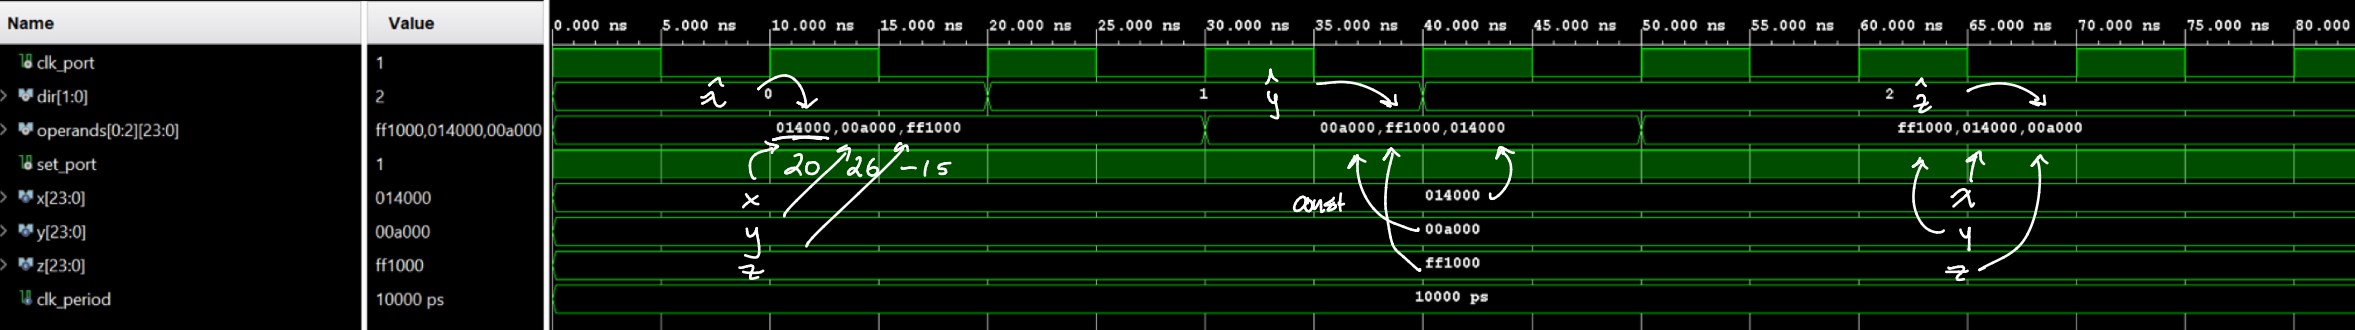 Name Value 0.000 ns 5.000 ns 10.000 ns 15.000 ns 20.000 ns 25.000 ns 30.000 ns 35.000 ns 40.000 ns 45.000 ns 50.000 ns 55.000 ns 60.000 ns 65.000 ns 70.000 ns 75.000 ns 80.000
clk_port 1
dir[1:0] 2 x̂ 0 1 ŷ 2 ẑ
operands[0:2][23:0] ff1000,014000,00a000 014000,00a000,ff1000 00a000,ff1000,014000 ff1000,014000,00a000
set_port 1 20 26 -15
x[23:0] 014000 x const 014000 x
y[23:0] 00a000 y 00a000 y
z[23:0] ff1000 z ff1000 z
clk_period 10000 ps 10000 ps